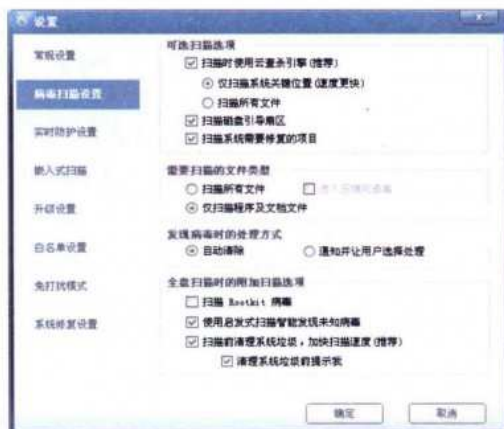 设置
常规设置
病毒扫描设置
实时防护设置
嵌入式扫描
升级设置
白名单设置
免打扰模式
系统修复设置
可选扫描选项
扫描时使用云查杀引擎(推荐)
仅扫描系统关键位置(速度更快)
扫描所有文件
扫描磁盘引导扇区
扫描系统需要修复的项目
需要扫描的文件类型
扫描所有文件
仅扫描程序及文档文件
发现病毒时的处理方式
自动清除
通知并让用户选择处理
全盘扫描时的附加扫描选项
扫描 Rootkit 病毒
使用启发式扫描智能发现未知病毒
扫描前清理系统垃圾，加快扫描速度(推荐)
清理系统垃圾前提示我
确定
取消